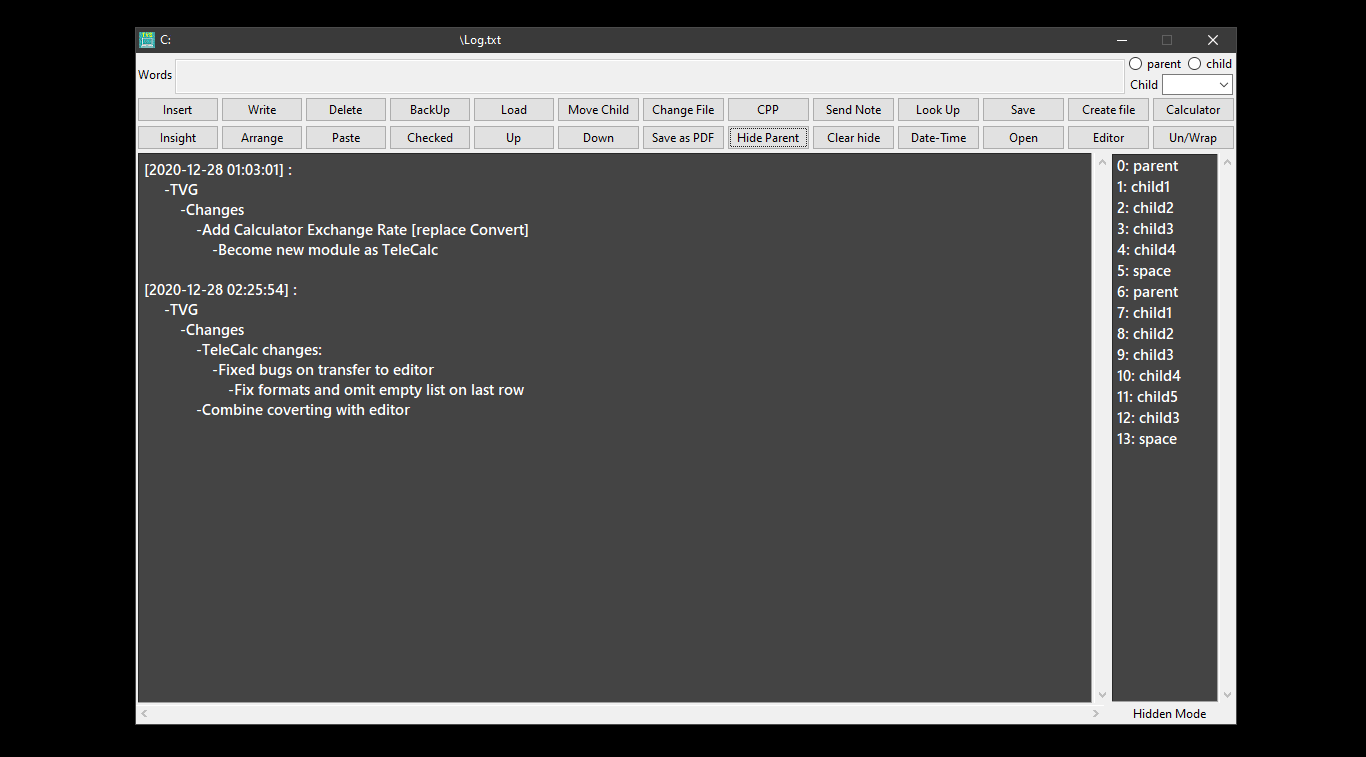 C: \Log.txt
Words
parent child
Child
Insert Write Delete BackUp Load Move Child Change File CPP Send Note Look Up Save Create file Calculator
Insight Arrange Paste Checked Up Down Save as PDF Hide Parent Clear hide Date-Time Open Editor Un/Wrap
[2020-12-28 01:03:01] :
-TVG
-Changes
-Add Calculator Exchange Rate [replace Convert]
-Become new module as TeleCalc
[2020-12-28 02:25:54] :
-TVG
-Changes
-TeleCalc changes:
-Fixed bugs on transfer to editor
-Fix formats and omit empty list on last row
-Combine coverting with editor
0: parent
1: child1
2: child2
3: child3
4: child4
5: space
6: parent
7: child1
8: child2
9: child3
10: child4
11: child5
12: child3
13: space
Hidden Mode